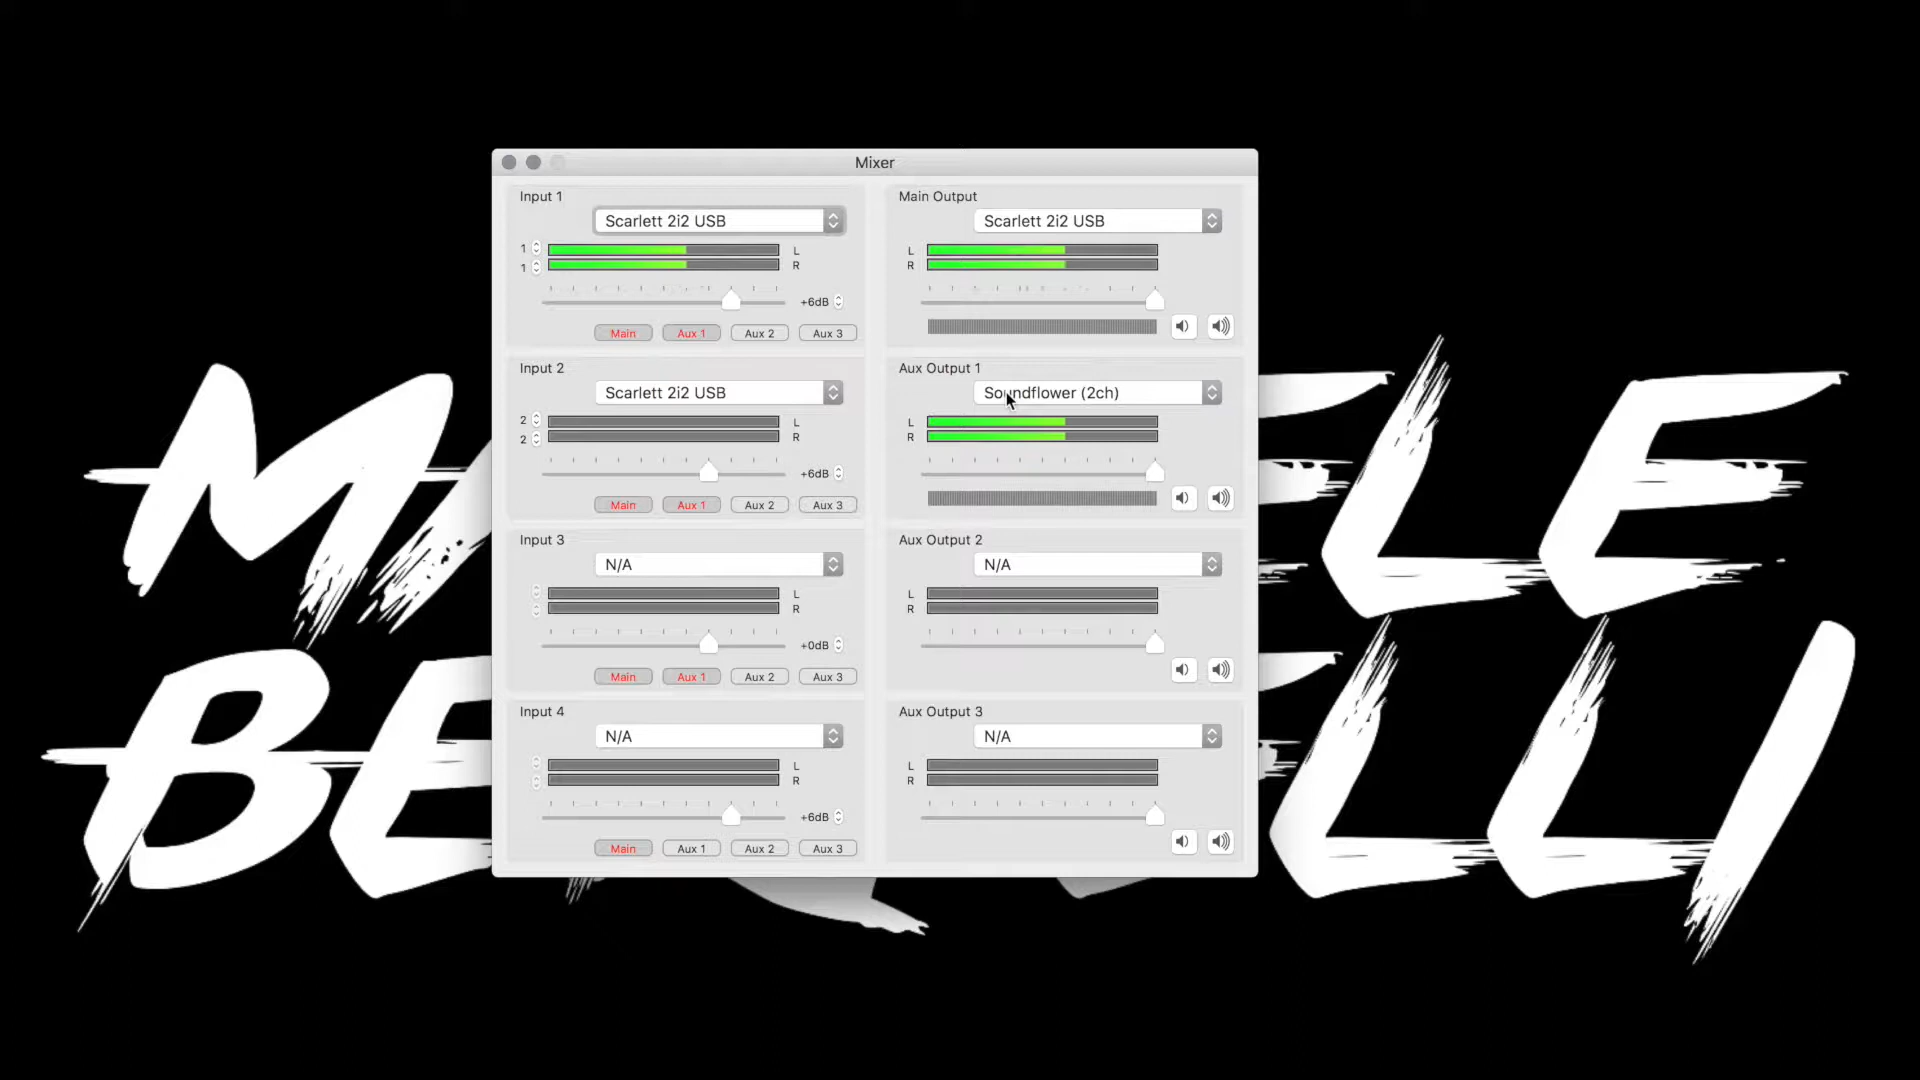 Mixer
Input 1
Scarlett 2i2 USB
1 L
1 R
+6dB
Main Aux 1 Aux 2 Aux 3
Input 2
Scarlett 2i2 USB
2 L
2 R
+6dB
Main Aux 1 Aux 2 Aux 3
Input 3
N/A
L
R
+0dB
Main Aux 1 Aux 2 Aux 3
Input 4
N/A
L
R
+6dB
Main Aux 1 Aux 2 Aux 3
Main Output
Scarlett 2i2 USB
L
R
Aux Output 1
Soundflower (2ch)
L
R
Aux Output 2
N/A
L
R
Aux Output 3
N/A
L
R